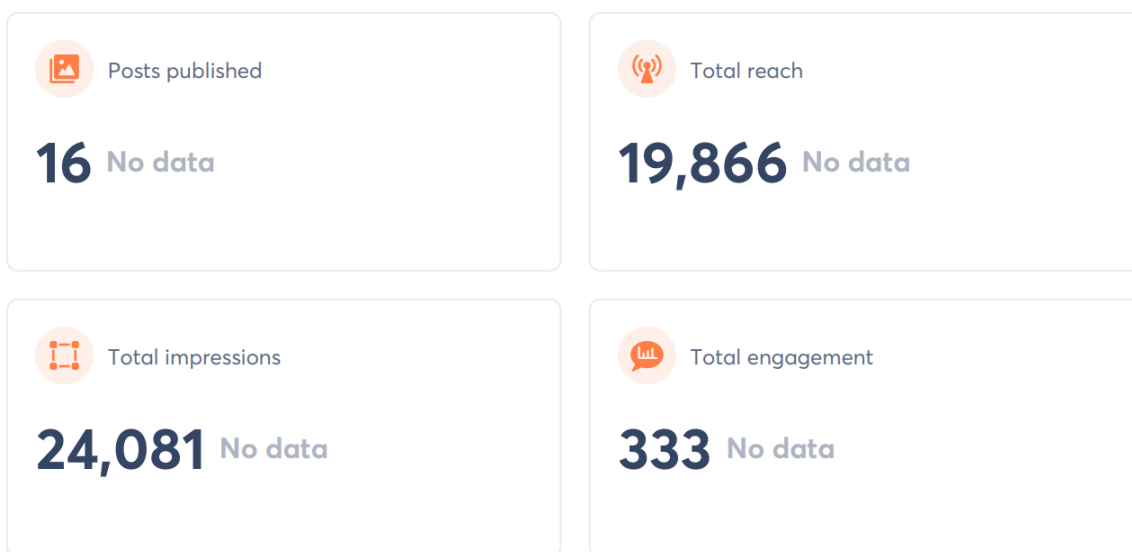 Posts published
16 No data
Total reach
19,866 No data
Total impressions
24,081 No data
Total engagement
333 No data